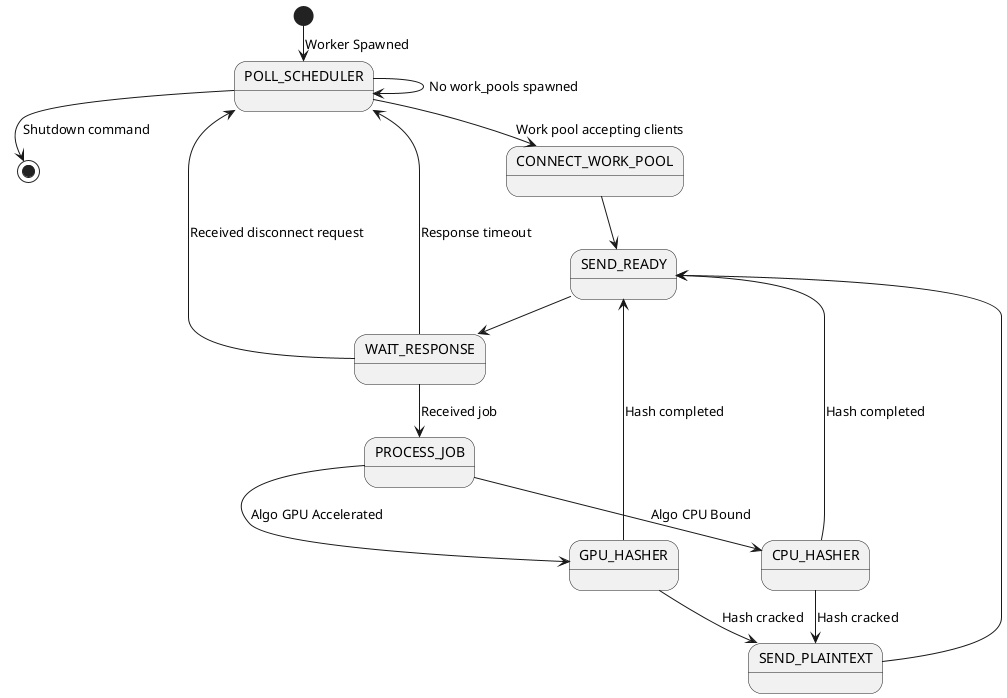 Worker Spawned
POLL_SCHEDULER
No work_pools spawned
Shutdown command
Work pool accepting clients
CONNECT_WORK_POOL
Received disconnect request
Response timeout
SEND_READY
WAIT_RESPONSE
Received job
Hash completed
Hash completed
PROCESS_JOB
Algo GPU Accelerated
Algo CPU Bound
GPU_HASHER
CPU_HASHER
Hash cracked
Hash cracked
SEND_PLAINTEXT